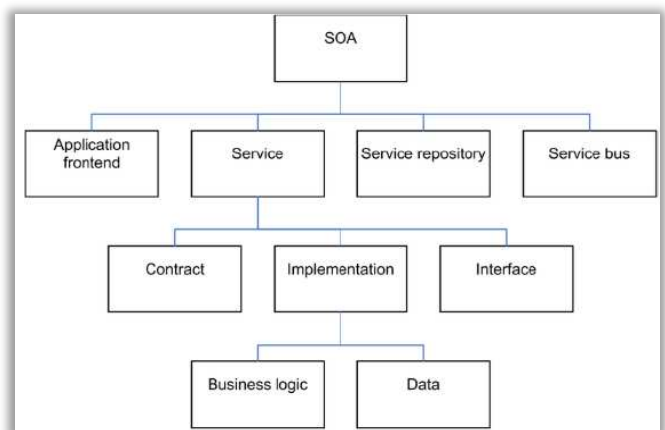 SOA
Application
frontend
Service
Service repository
Service bus
Contract
Implementation
Interface
Business logic
Data